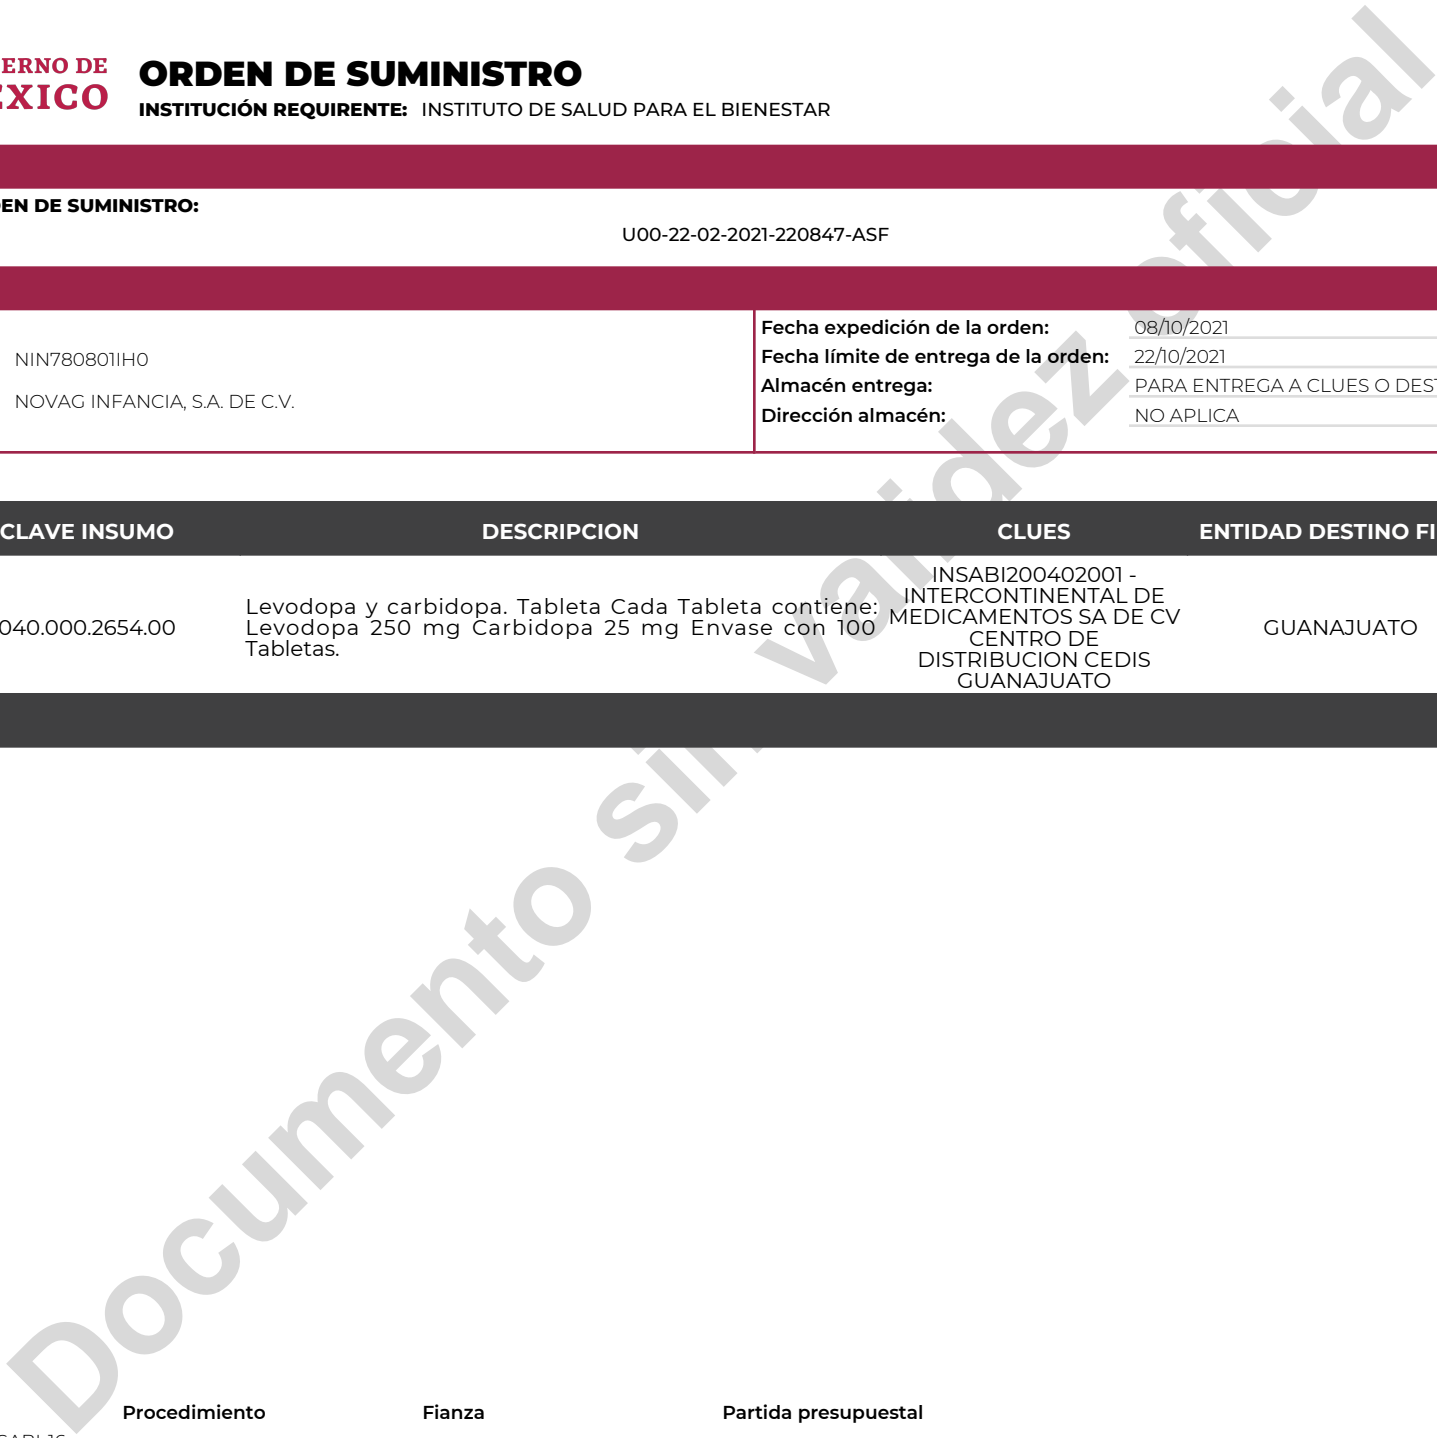 ERNO DE
EXICO
ORDEN DE SUMINISTRO
INSTITUCIÓN REQUIRENTE: INSTITUTO DE SALUD PARA EL BIENESTAR
EN DE SUMINISTRO:
U00-22-02-2021-220847-ASF
NIN780801IH0
NOVAG INFANCIA, S.A. DE C.V.
Fecha expedición de la orden: 08/10/2021
Fecha límite de entrega de la orden: 22/10/2021
Almacén entrega: PARA ENTREGA A CLUES O DEST
Dirección almacén: NO APLICA
CLAVE INSUMO DESCRIPCION CLUES ENTIDAD DESTINO FI
040.000.2654.00
Levodopa y carbidopa. Tableta Cada Tableta contiene:
Levodopa 250 mg Carbidopa 25 mg Envase con 100
Tabletas.
INSABI200402001 -
INTERCONTINENTAL DE
MEDICAMENTOS SA DE CV
CENTRO DE
DISTRIBUCION CEDIS
GUANAJUATO
GUANAJUATO
Documento sin validez oficial
Procedimiento Fianza Partida presupuestal